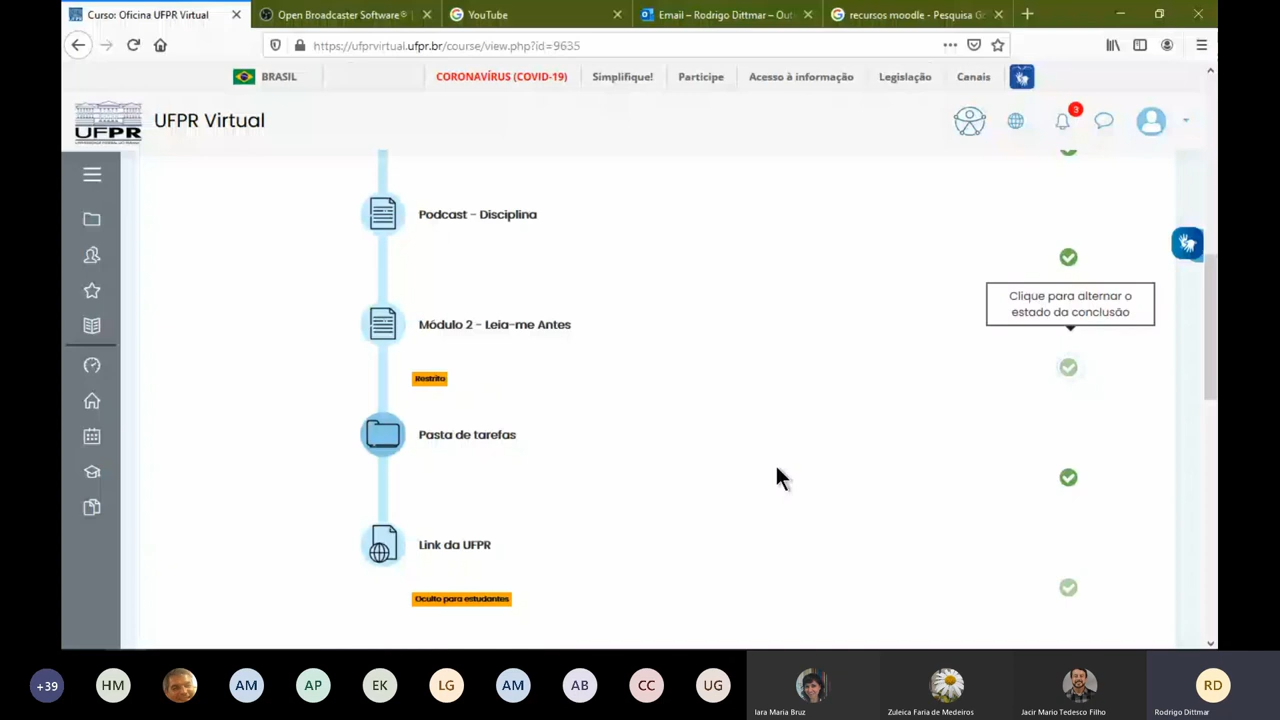 Curso: Oficina UFPR Virtual
Open Broadcaster Software®
YouTube
Email – Rodrigo Dittmar – Out
recursos moodle - Pesquisa G
https://ufprvirtual.ufpr.br/course/view.php?id=9635
BRASIL
CORONAVÍRUS (COVID-19)
Simplifique!
Participe
Acesso à informação
Legislação
Canais
UFPR
UFPR Virtual
3
Podcast - Disciplina
Clique para alternar o
estado da conclusão
Módulo 2 - Leia-me Antes
Restrito
Pasta de tarefas
Link da UFPR
Oculto para estudantes
+39
HM
AM
AP
EK
LG
AM
AB
CC
UG
RD
Iara Maria Bruz
Zuleica Faria de Medeiros
Jacir Mario Tedesco Filho
Rodrigo Dittmar